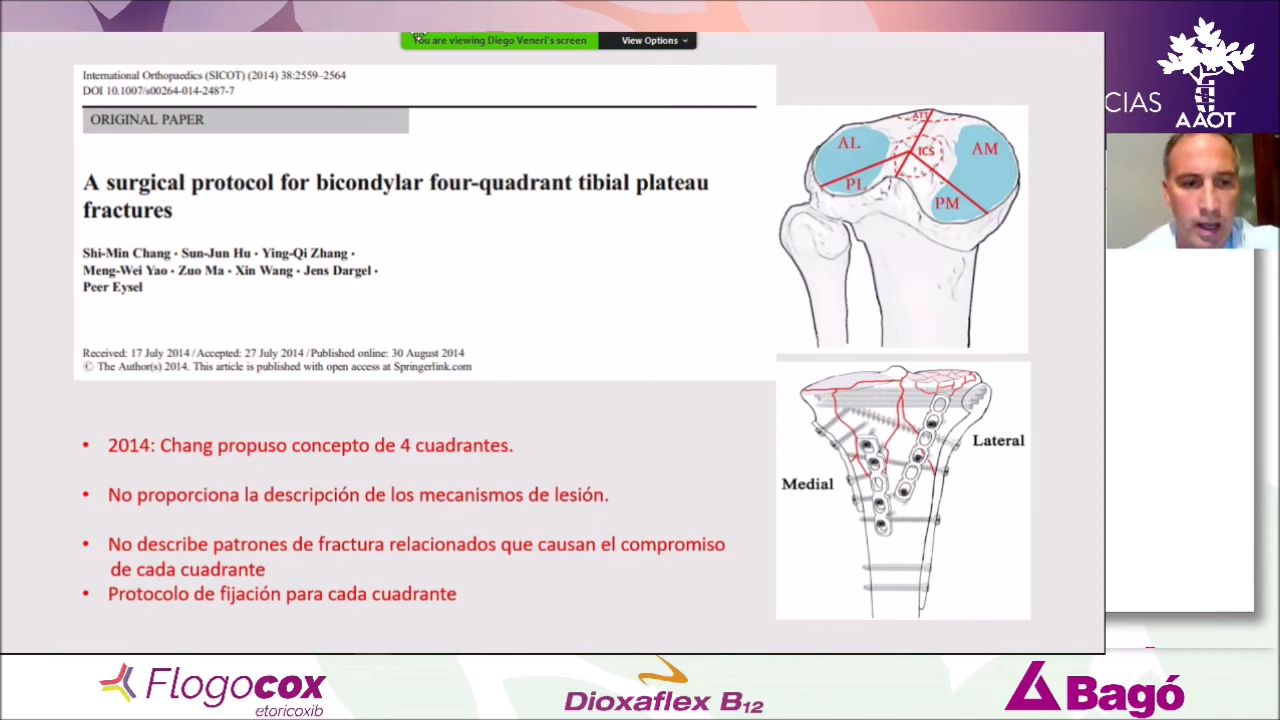 You are viewing Diego Veneri's screen
View Options
CIAS
AAOT
International Orthopaedics (SICOT) (2014) 38:2559–2564
DOI 10.1007/s00264-014-2487-7
ORIGINAL PAPER
A surgical protocol for bicondylar four-quadrant tibial plateau
fractures
Shi-Min Chang · Sun-Jun Hu · Ying-Qi Zhang ·
Meng-Wei Yao · Zuo Ma · Xin Wang · Jens Dargel ·
Peer Eysel
Received: 17 July 2014 / Accepted: 27 July 2014 / Published online: 30 August 2014
© The Author(s) 2014. This article is published with open access at Springerlink.com
AL
ICS
AM
PL
PM
Lateral
Medial
• 2014: Chang propuso concepto de 4 cuadrantes.
• No proporciona la descripción de los mecanismos de lesión.
• No describe patrones de fractura relacionados que causan el compromiso
de cada cuadrante
• Protocolo de fijación para cada cuadrante
Flogocox
etoricoxib
Dioxaflex B12
Bagó